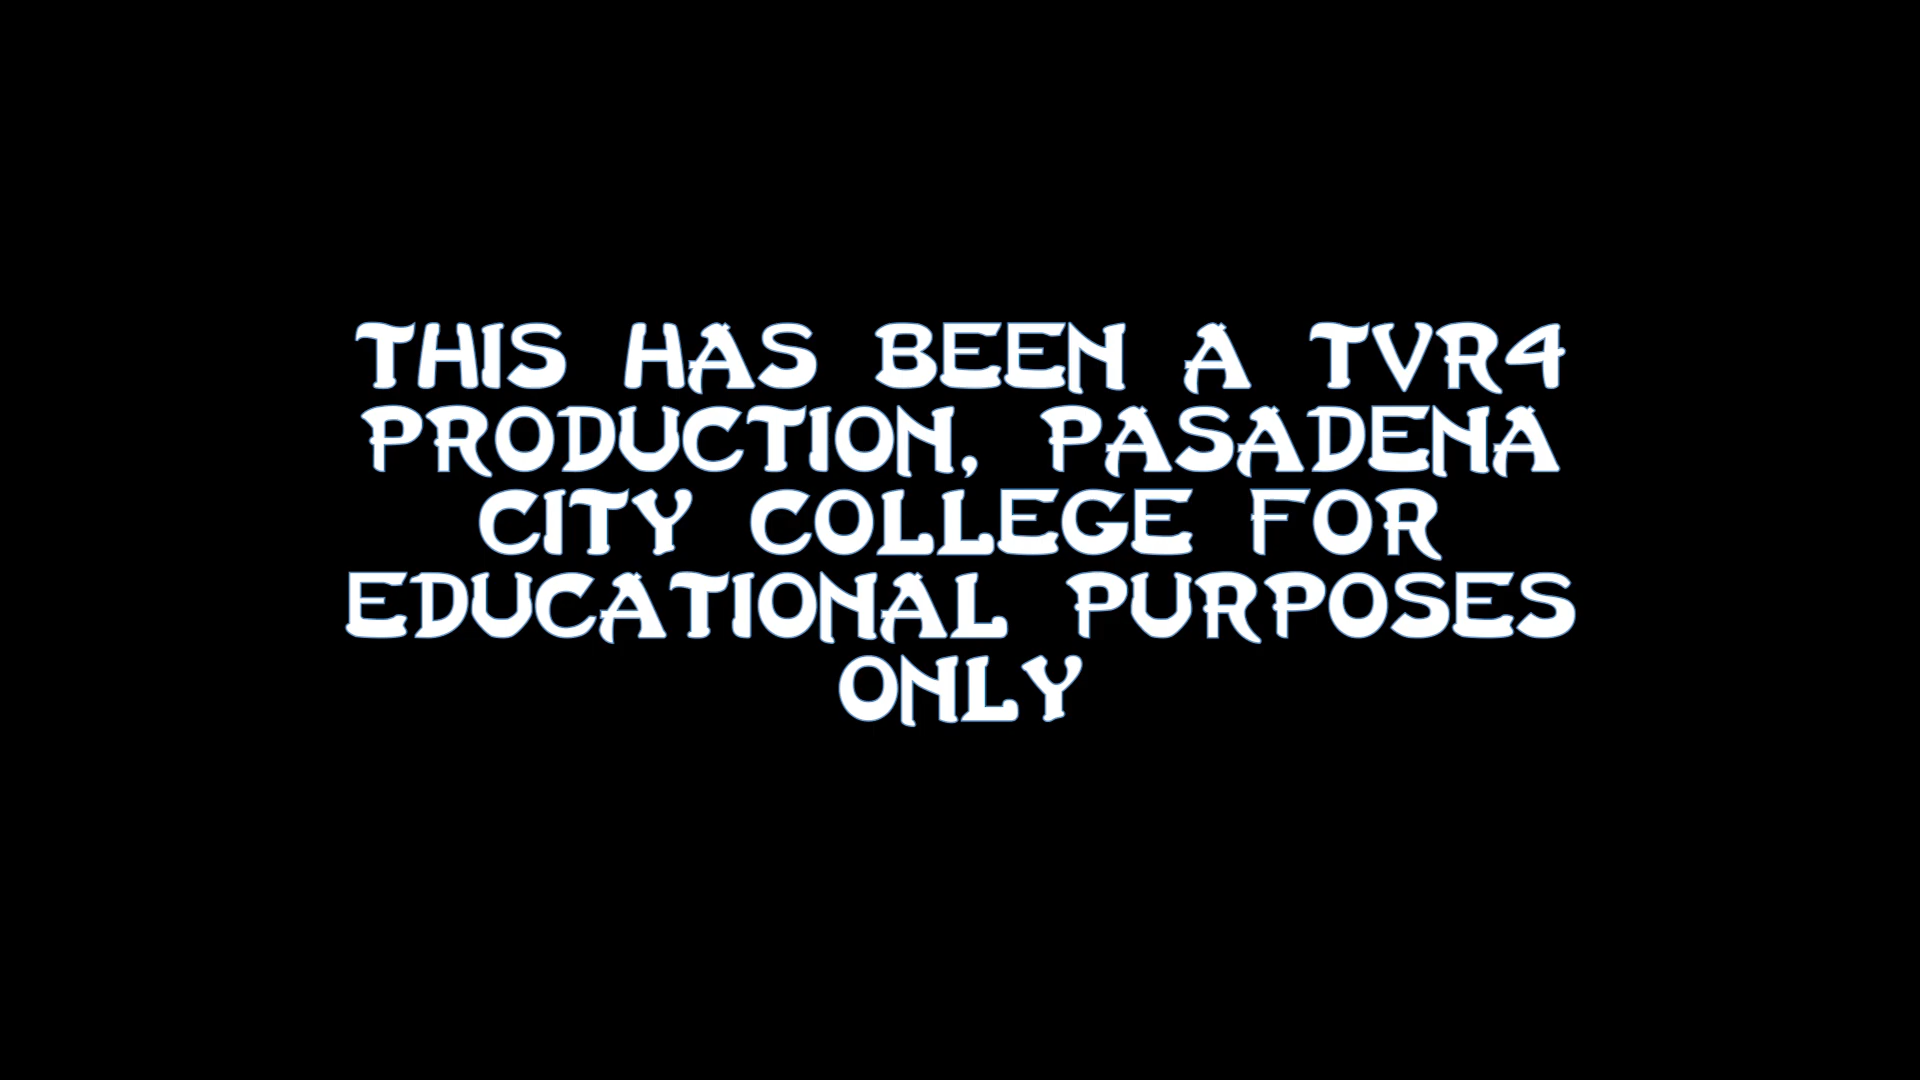 THIS HAS BEEN A TVR4
PRODUCTION, PASADENA
CITY COLLEGE FOR
EDUCATIONAL PURPOSES
ONLY